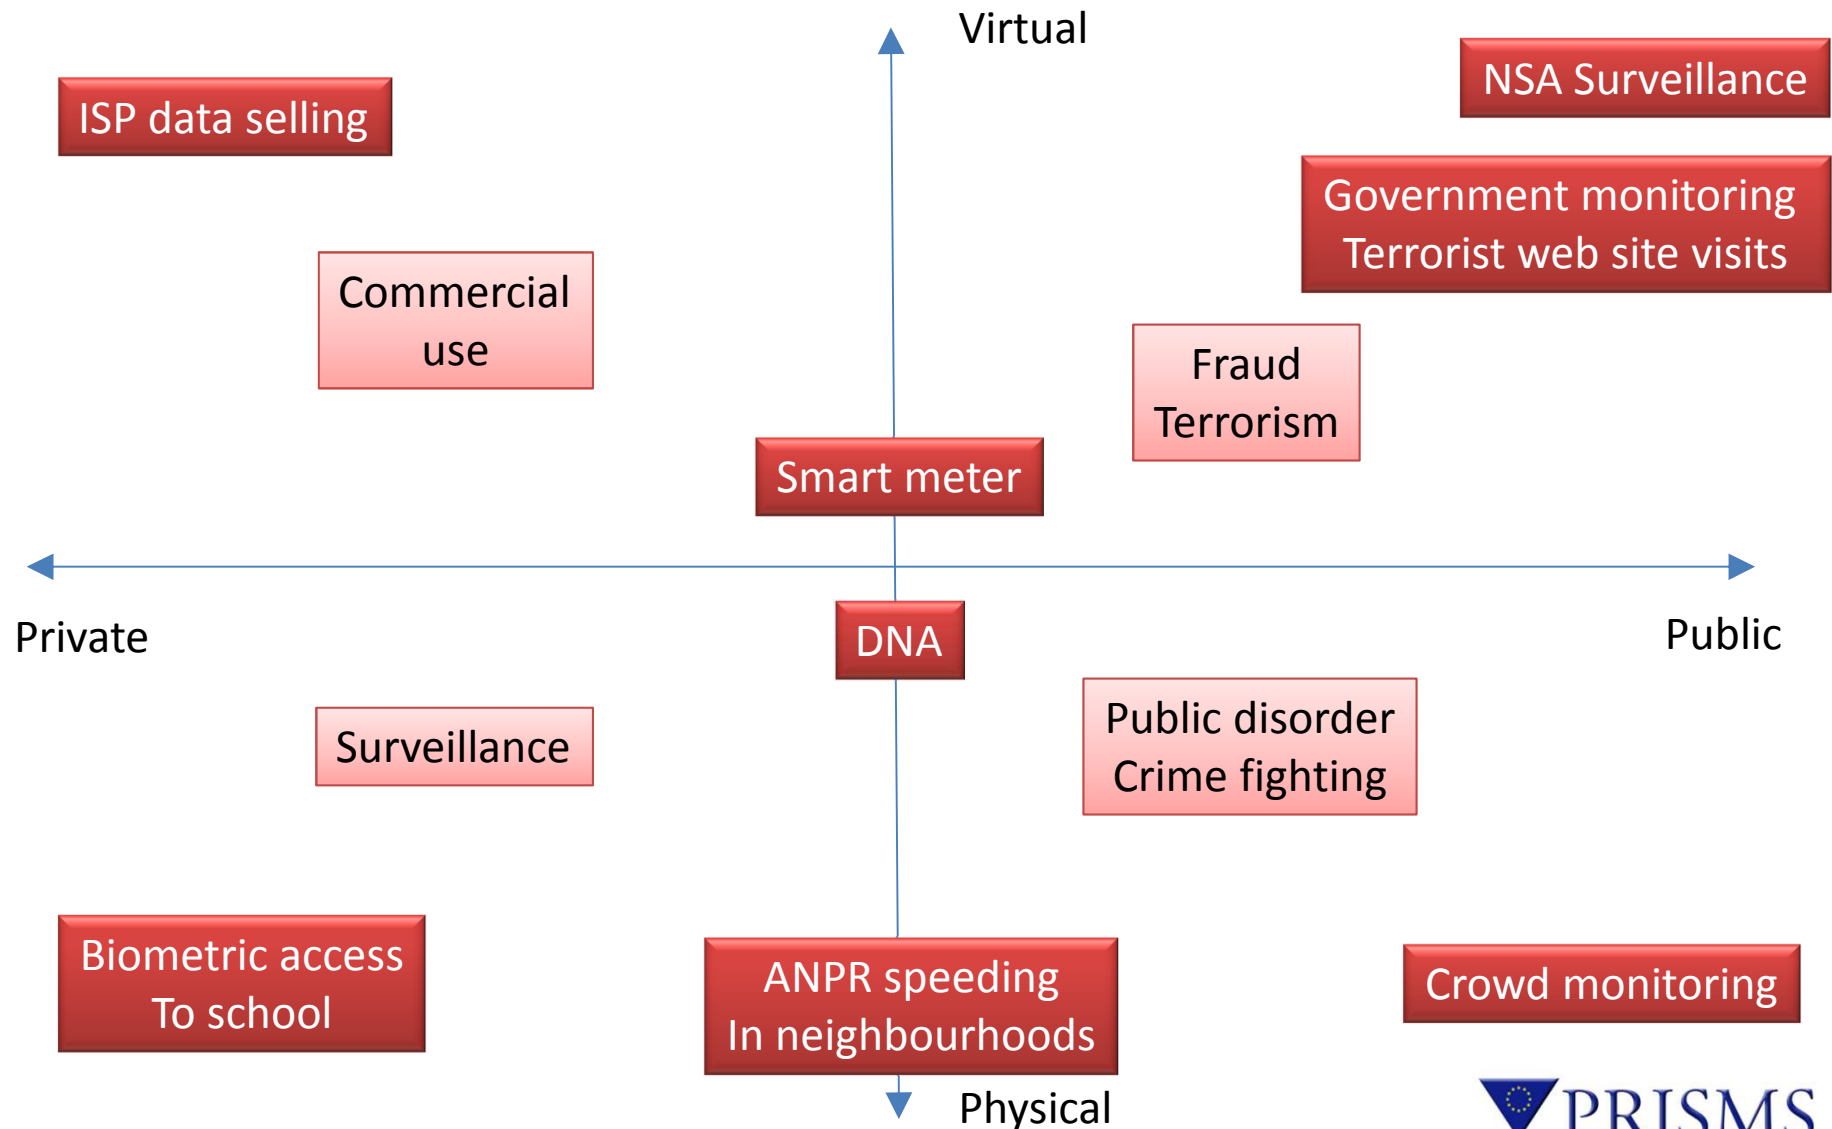 Virtual
NSA Surveillance
ISP data selling
Government monitoring
Terrorist web site visits
Commercial
use
Fraud
Terrorism
Smart meter
Private
DNA
Public
Surveillance
Public disorder
Crime fighting
Biometric access
To school
ANPR speeding
In neighbourhoods
Crowd monitoring
Physical
PRISMS